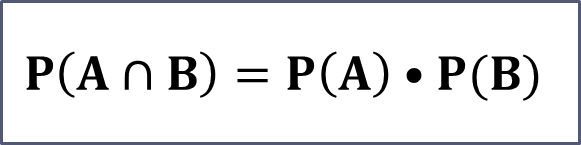 P(A ∩ B) = P(A) • P(B)